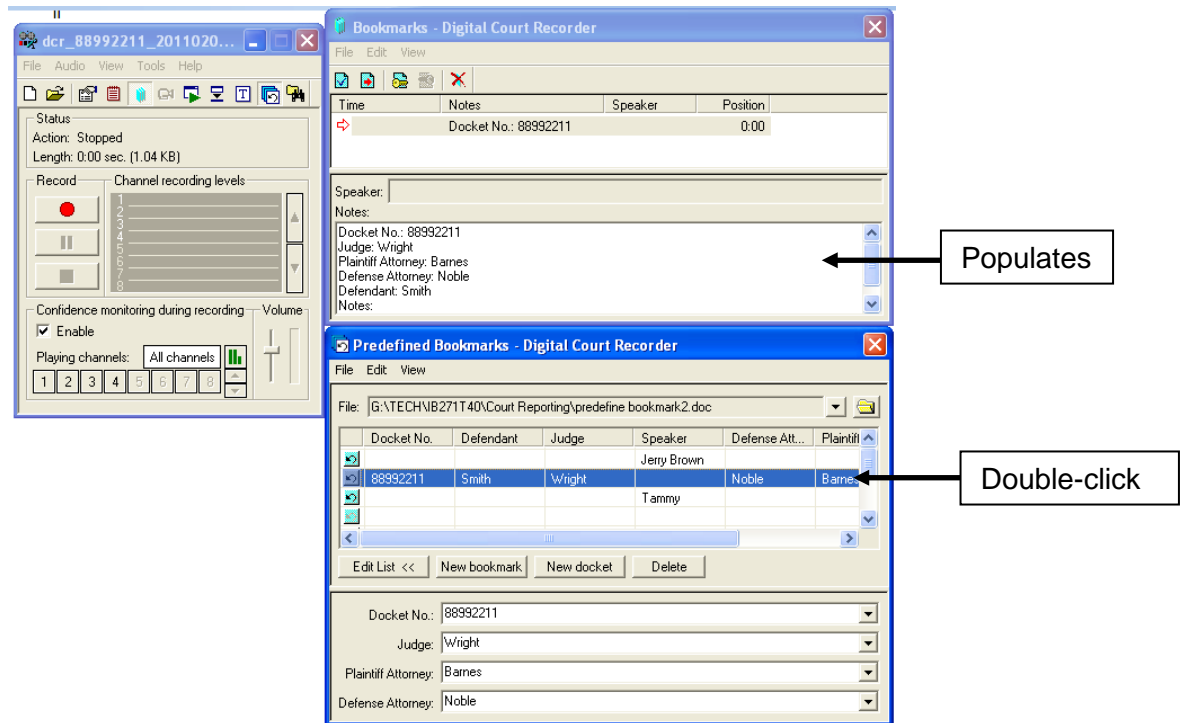 dcr_88992211_2011020...
File Audio View Tools Help
Status
Action: Stopped
Length: 0:00 sec. (1.04 KB)
Record
Channel recording levels
1
2
3
4
5
6
7
8
Confidence monitoring during recording
Volume
Enable
Playing channels: All channels
1 2 3 4 5 6 7 8
Bookmarks - Digital Court Recorder
File Edit View
Time Notes Speaker Position
Docket No.: 88992211 0:00
Speaker:
Notes:
Docket No.: 88992211
Judge: Wright
Plaintiff Attorney: Barnes
Defense Attorney: Noble
Defendant: Smith
Notes:
Populates
Predefined Bookmarks - Digital Court Recorder
File Edit View
File: G:\TECH\IB271T40\Court Reporting\predefine bookmark2.doc
Docket No. Defendant Judge Speaker Defense Att... Plaintiff
Jerry Brown
88992211 Smith Wright Noble Barnes
Tammy
Double-click
Edit List << New bookmark New docket Delete
Docket No.: 88992211
Judge: Wright
Plaintiff Attorney: Barnes
Defense Attorney: Noble